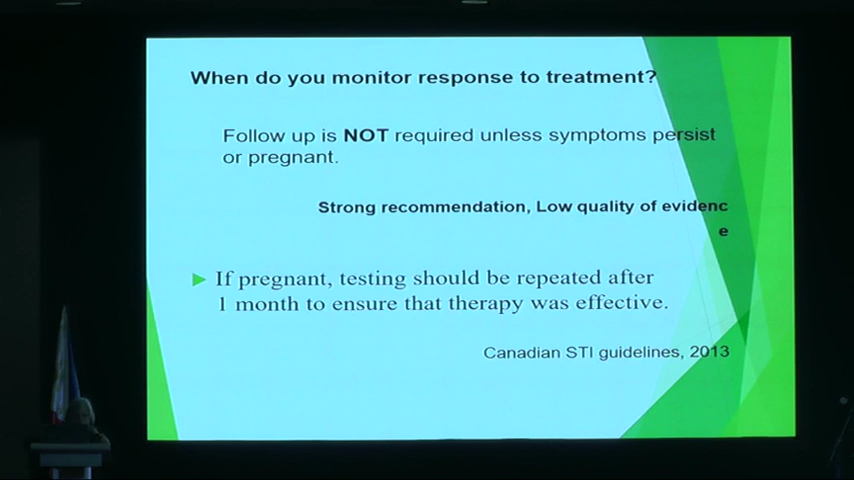 When do you monitor response to treatment?
Follow up is NOT required unless symptoms persist
or pregnant.
Strong recommendation, Low quality of evidenc
e
► If pregnant, testing should be repeated after
1 month to ensure that therapy was effective.
Canadian STI guidelines, 2013